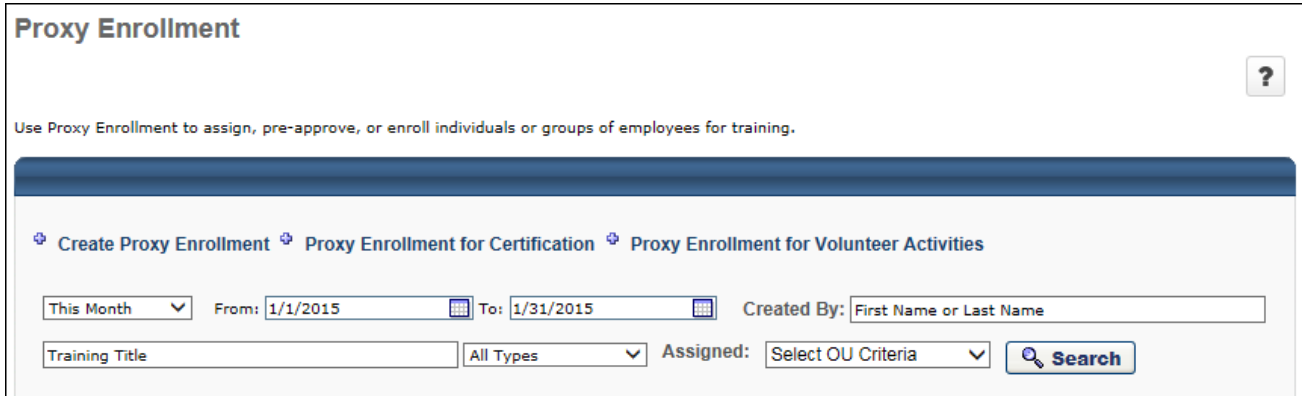 Proxy Enrollment
?
Use Proxy Enrollment to assign, pre-approve, or enroll individuals or groups of employees for training.
Create Proxy Enrollment Proxy Enrollment for Certification Proxy Enrollment for Volunteer Activities
This Month From: 1/1/2015 To: 1/31/2015 Created By: First Name or Last Name
Training Title All Types Assigned: Select OU Criteria Search